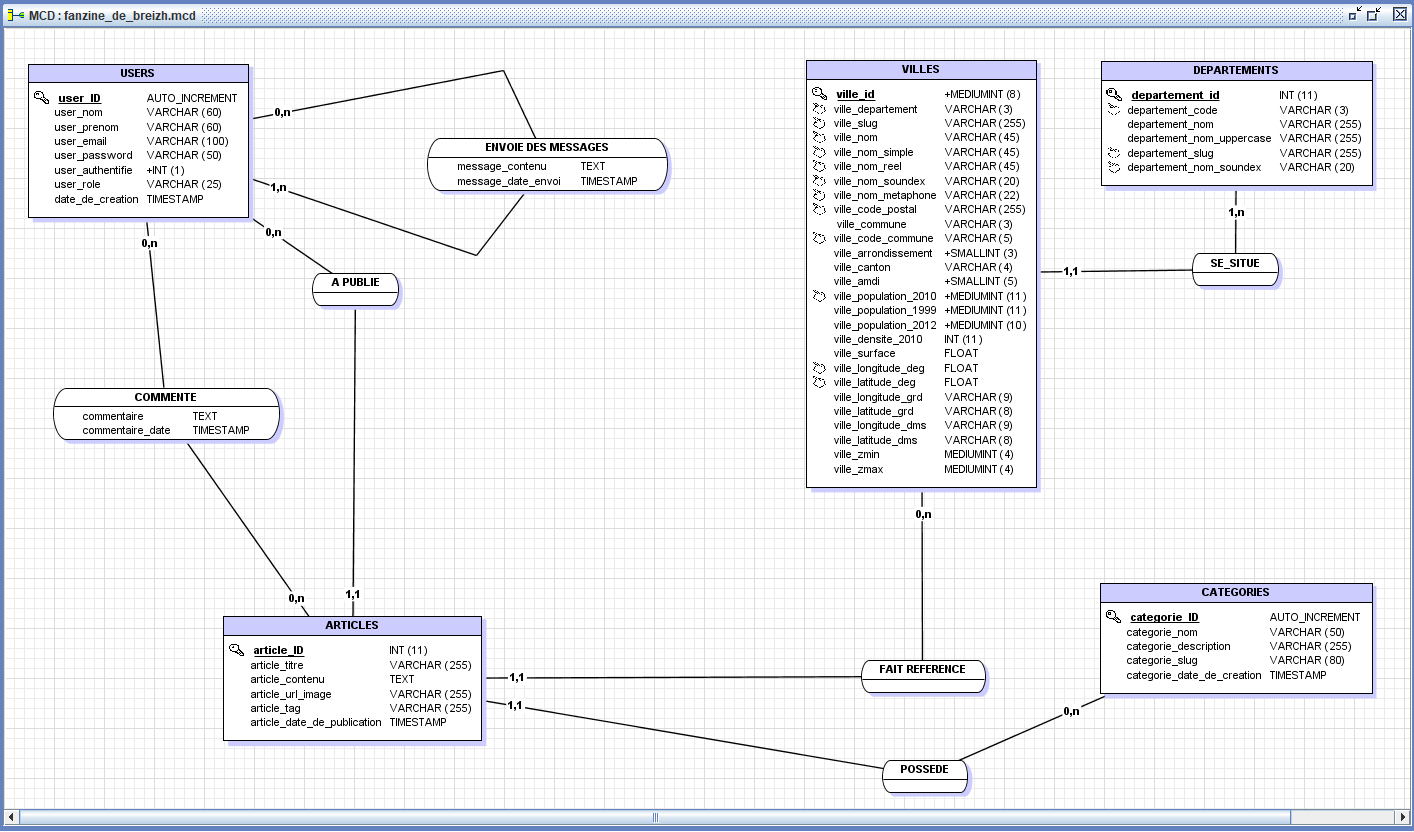 MCD : fanzine_de_breizh.mcd
USERS
user_ID AUTO_INCREMENT
user_nom VARCHAR (60)
user_prenom VARCHAR (60)
user_email VARCHAR (100)
user_password VARCHAR (50)
user_authentifie +INT (1)
user_role VARCHAR (25)
date_de_creation TIMESTAMP
0,n
1,n
0,n
0,n
ENVOIE DES MESSAGES
message_contenu TEXT
message_date_envoi TIMESTAMP
A PUBLIE
COMMENTE
commentaire TEXT
commentaire_date TIMESTAMP
0,n
1,1
ARTICLES
article_ID INT (11)
article_titre VARCHAR (255)
article_contenu TEXT
article_url_image VARCHAR (255)
article_tag VARCHAR (255)
article_date_de_publication TIMESTAMP
1,1
1,1
VILLES
ville_id +MEDIUMINT (8)
ville_departement VARCHAR (3)
ville_slug VARCHAR (255)
ville_nom VARCHAR (45)
ville_nom_simple VARCHAR (45)
ville_nom_reel VARCHAR (45)
ville_nom_soundex VARCHAR (20)
ville_nom_metaphone VARCHAR (22)
ville_code_postal VARCHAR (255)
ville_commune VARCHAR (3)
ville_code_commune VARCHAR (5)
ville_arrondissement +SMALLINT (3)
ville_canton VARCHAR (4)
ville_amdi +SMALLINT (5)
ville_population_2010 +MEDIUMINT (11)
ville_population_1999 +MEDIUMINT (11)
ville_population_2012 +MEDIUMINT (10)
ville_densite_2010 INT (11)
ville_surface FLOAT
ville_longitude_deg FLOAT
ville_latitude_deg FLOAT
ville_longitude_grd VARCHAR (9)
ville_latitude_grd VARCHAR (8)
ville_longitude_dms VARCHAR (9)
ville_latitude_dms VARCHAR (8)
ville_zmin MEDIUMINT (4)
ville_zmax MEDIUMINT (4)
0,n
1,1
DEPARTEMENTS
departement_id INT (11)
departement_code VARCHAR (3)
departement_nom VARCHAR (255)
departement_nom_uppercase VARCHAR (255)
departement_slug VARCHAR (255)
departement_nom_soundex VARCHAR (20)
1,n
SE_SITUE
FAIT REFERENCE
CATEGORIES
categorie_ID AUTO_INCREMENT
categorie_nom VARCHAR (50)
categorie_description VARCHAR (255)
categorie_slug VARCHAR (80)
categorie_date_de_creation TIMESTAMP
0,n
POSSEDE